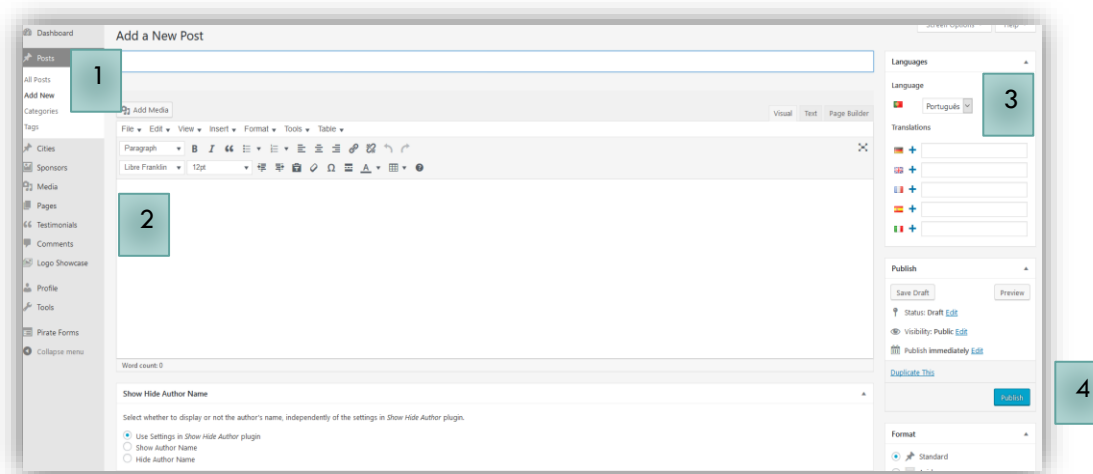 Dashboard
Posts
All Posts
Add New
Categories
Tags
Cities
Sponsors
Media
Pages
Testimonials
Comments
Logo Showcase
Profile
Tools
Pirate Forms
Collapse menu
1
Add a New Post
Add Media
Visual Text Page Builder
File Edit View Insert Format Tools Table
Paragraph B I
Libre Franklin 12pt
2
Word count: 0
Show Hide Author Name
Select whether to display or not the author's name, independently of the settings in Show Hide Author plugin.
Use Settings in Show Hide Author plugin
Show Author Name
Hide Author Name
Screen Options Help
Languages
Language
Português
3
Translations
Publish
Save Draft Preview
Status: Draft Edit
Visibility: Public Edit
Publish immediately Edit
Duplicate This
Publish
4
Format
Standard